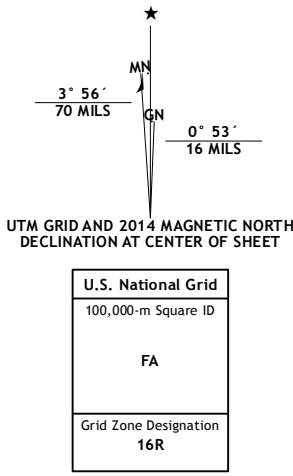 MN
GN
3° 56´
70 MILS
0° 53´
16 MILS
UTM GRID AND 2014 MAGNETIC NORTH
DECLINATION AT CENTER OF SHEET
U.S. National Grid
100,000-m Square ID
FA
Grid Zone Designation
16R